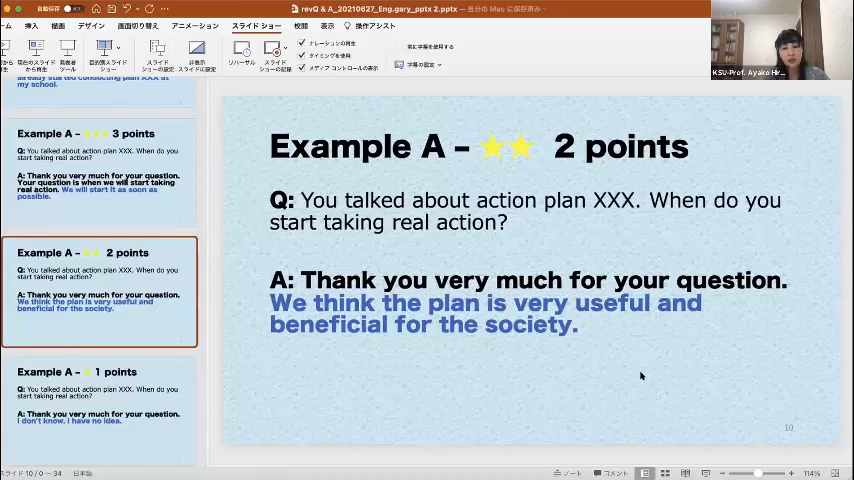 自動保存
revQ & A_20210627_Eng.gary_pptx 2.pptx — 自分の Mac に保存済み
挿入 描画 デザイン 画面切り替え アニメーション スライド ショー 校閲 表示 操作アシスト
現在のスライドから再生
発表者ツール
目的別スライド ショー
スライド ショーの設定
非表示スライドに設定
リハーサル
スライド ショーの記録
ナレーションの再生
タイミングを使用
メディア コントロールの表示
常に字幕を使用する
字幕の設定
KSU-Prof. Ayako Hir...
already started conducting plan XXX at
my school.
Example A – ★★★ 3 points
Q: You talked about action plan XXX. When do you
start taking real action?
A: Thank you very much for your question.
Your question is when we will start taking
real action. We will start it as soon as
possible.
Example A – ★★ 2 points
Q: You talked about action plan XXX. When do you
start taking real action?
A: Thank you very much for your question.
We think the plan is very useful and
beneficial for the society.
Example A – ★ 1 points
Q: You talked about action plan XXX. When do you
start taking real action?
A: Thank you very much for your question.
I don't know. I have no idea.
Example A – ★★ 2 points
Q: You talked about action plan XXX. When do you
start taking real action?
A: Thank you very much for your question.
We think the plan is very useful and
beneficial for the society.
10
スライド 10 / 0 ～ 34 日本語
ノート コメント 114%